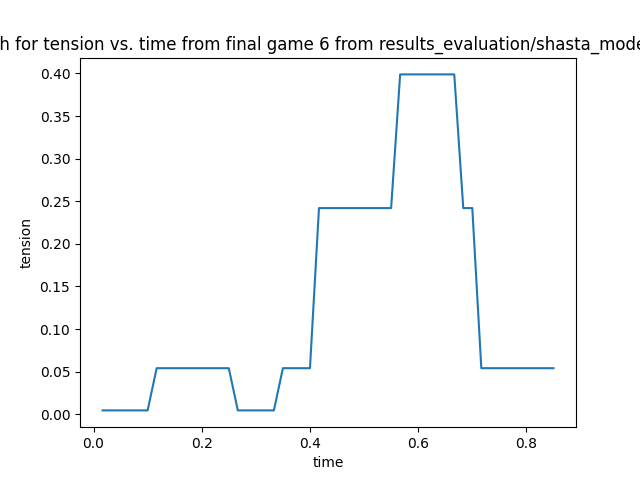 h for tension vs. time from final game 6 from results_evaluation/shasta_mode
0.40
0.35
0.30
0.25
0.20
0.15
0.10
0.05
0.00
tension
0.0 0.2 0.4 0.6 0.8
time